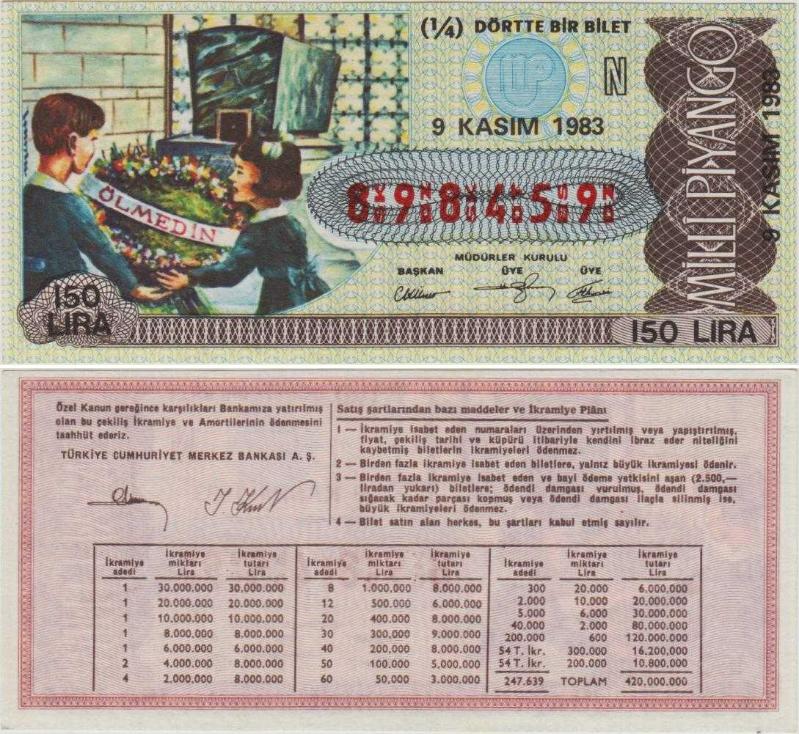 (1/4) DÖRTTE BİR BİLET
MP
N
9 KASIM 1983
8984596
MÜDÜRLER KURULU
BAŞKAN ÜYE ÜYE
ÖLMEDİN
150 LİRA
150 LİRA
MİLLİ PİYANGO
9 KASIM 1983
Özel Kanun gereğince karşılıkları Bankamıza yatırılmış
olan bu çekiliş İkramiye ve Amortilerinin ödenmesini
taahhüt ederiz.
TÜRKİYE CUMHURİYET MERKEZ BANKASI A. Ş.
Satış şartlarından bazı maddeler ve İkramiye Plânı
1 — İkramiye isabet eden numaraları üzerinden yırtılmış veya yapıştırılmış,
fiyat, çekiliş tarihi ve küpürü itibariyle kendini ibraz eder niteliğini
kaybetmiş biletlerin ikramiyeleri ödenmez.
2 — Birden fazla ikramiye isabet eden biletlere, yalnız büyük ikramiyesi ödenir.
3 — Birden fazla ikramiye isabet eden ve bayi ödeme yetkisini aşan (2.500,—
liradan yukarı) biletlere; ödendi damgası vurulmuş, ödendi damgası
sığacak kadar parçası kopmuş veya ödendi damgası ilaçla silinmiş ise,
büyük ikramiyeleri ödenmez.
4 — Bilet satın alan herkes, bu şartları kabul etmiş sayılır.
İkramiye adedi İkramiye miktarı Lira İkramiye tutarı Lira İkramiye adedi İkramiye miktarı Lira İkramiye tutarı Lira İkramiye adedi İkramiye miktarı Lira İkramiye tutarı Lira
1 30.000.000 30.000.000 8 1.000,000 8.000.000 300 20,000 6.000,000
1 20.000.000 20.000.000 12 500,000 6.000.000 2.000 10,000 20.000,000
1 10.000.000 10.000.000 20 400,000 8.000.000 5.000 6,000 30.000,000
1 8.000.000 8.000.000 30 300,000 9.000.000 40.000 2.000 80.000,000
1 6.000.000 6.000.000 40 200,000 8.000.000 200.000 600 120.000,000
2 4.000.000 8.000.000 50 100,000 5.000.000 54 T. İkr. 300.000 16.200,000
4 2.000.000 8.000.000 60 50,000 3.000.000 54 T. İkr. 200.000 10.800,000
247.639 TOPLAM 420.000.000